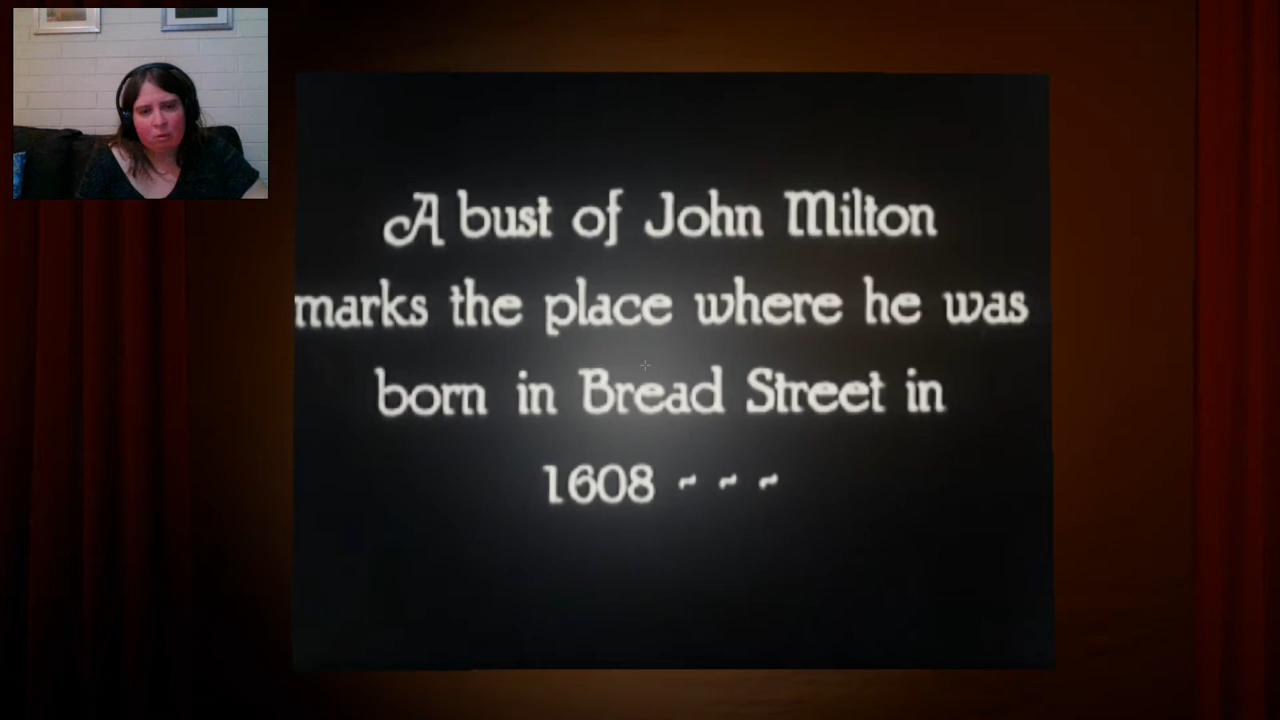 A bust of John Milton
marks the place where he was
born in Bread Street in
1608 - - -